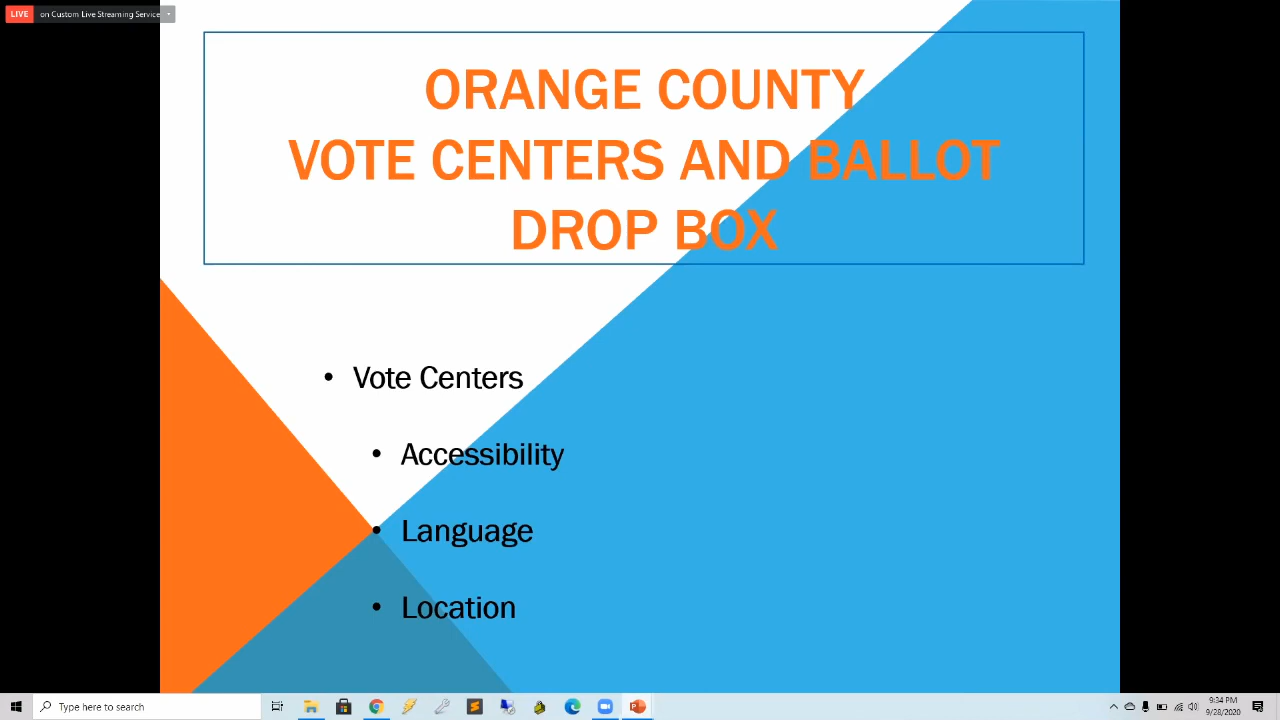 LIVE on Custom Live Streaming Service
ORANGE COUNTY
VOTE CENTERS AND BALLOT
DROP BOX
• Vote Centers
• Accessibility
• Language
• Location
Type here to search
9:34 PM
9/28/2020